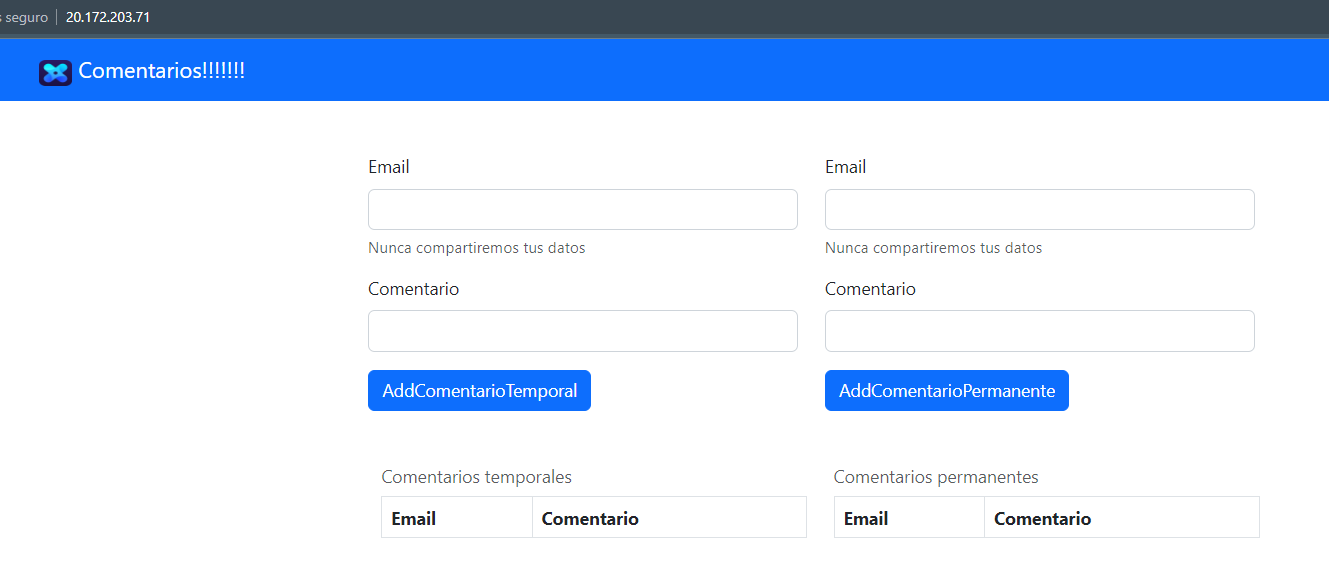 seguro | 20.172.203.71
Comentarios!!!!!!!
Email
Nunca compartiremos tus datos
Comentario
AddComentarioTemporal
Email
Nunca compartiremos tus datos
Comentario
AddComentarioPermanente
Comentarios temporales
Email Comentario
Comentarios permanentes
Email Comentario